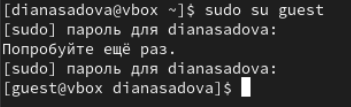 [dianasadova@vbox ~]$ sudo su guest
[sudo] пароль для dianasadova:
Попробуйте ещё раз.
[sudo] пароль для dianasadova:
[guest@vbox dianasadova]$